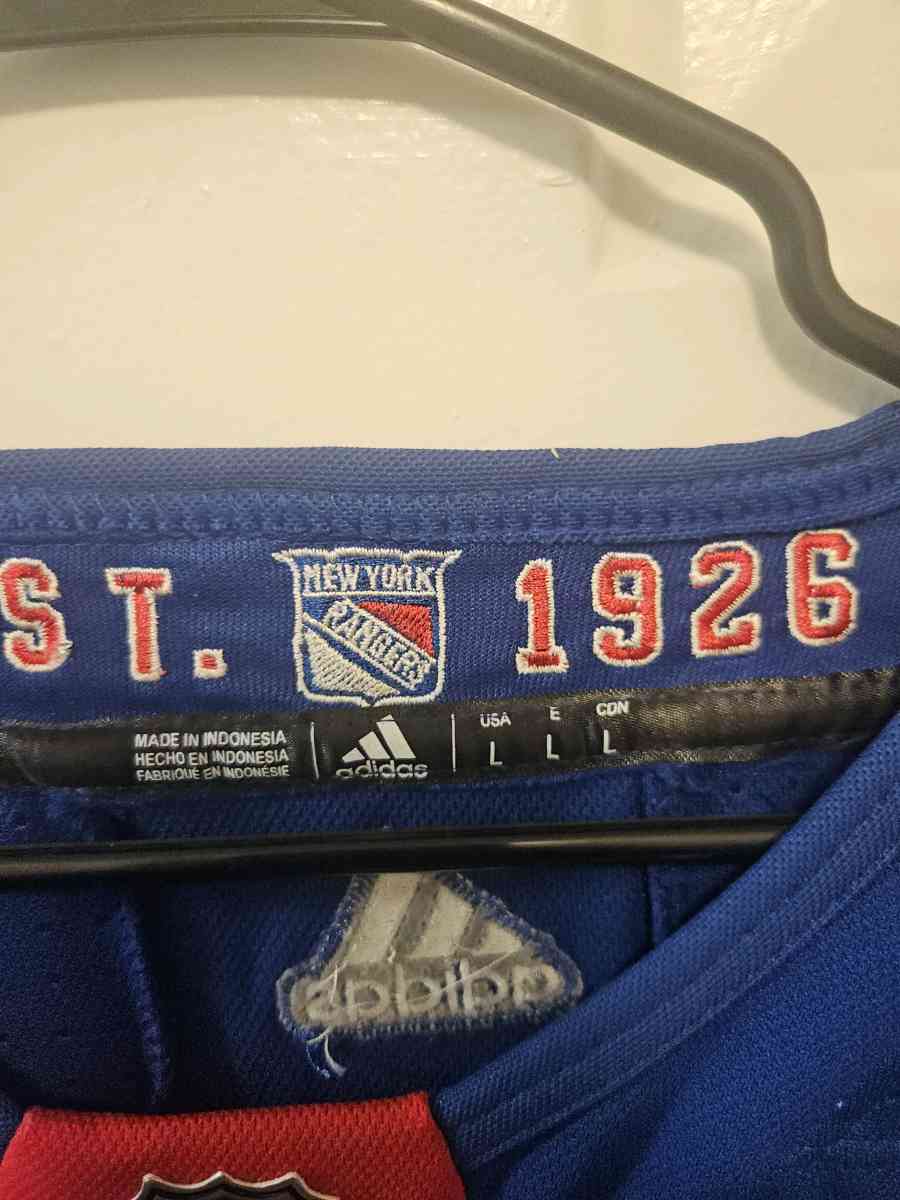 ST. 1926
NEW YORK
RANGERS
MADE IN INDONESIA
HECHO EN INDONESIA
FABRIQUÉ EN INDONÉSIE
adidas
USA E CDN
L L L
adidas